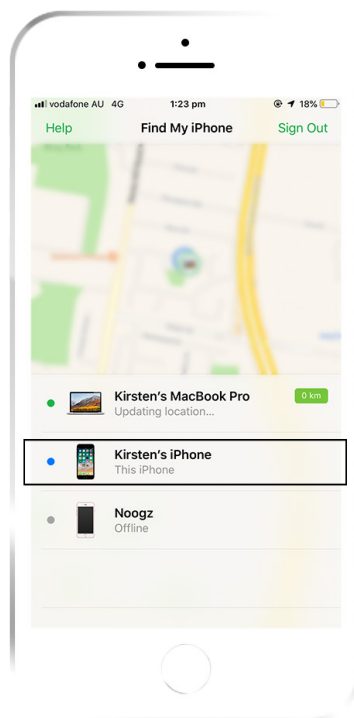 vodafone AU 4G 1:23 pm 18%
Help Find My iPhone Sign Out
Kirsten's MacBook Pro 0 km
Updating location...
Kirsten's iPhone
This iPhone
Noogz
Offline